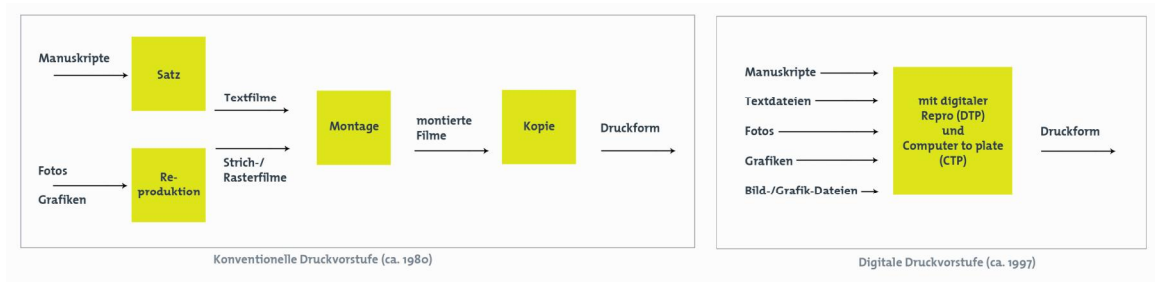 Manuskripte
Satz
Textfilme
Fotos
Grafiken
Re-
produktion
Strich-/
Rasterfilme
Montage
montierte
Filme
Kopie
Druckform
Konventionelle Druckvorstufe (ca. 1980)
Manuskripte
Textdateien
Fotos
Grafiken
Bild-/Grafik-Dateien
mit digitaler
Repro (DTP)
und
Computer to plate
(CTP)
Druckform
Digitale Druckvorstufe (ca. 1997)